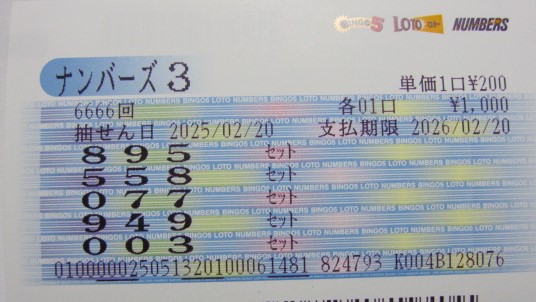 BINGO5 LOTO ロト NUMBERS
ナンバーズ3 単価1口¥200
6666回 各01口 ¥1,000
抽せん日 2025/02/20 支払期限 2026/02/20
895 セット
558 セット
077 セット
949 セット
003 セット
010000025051320100061481 824793 K004B128076